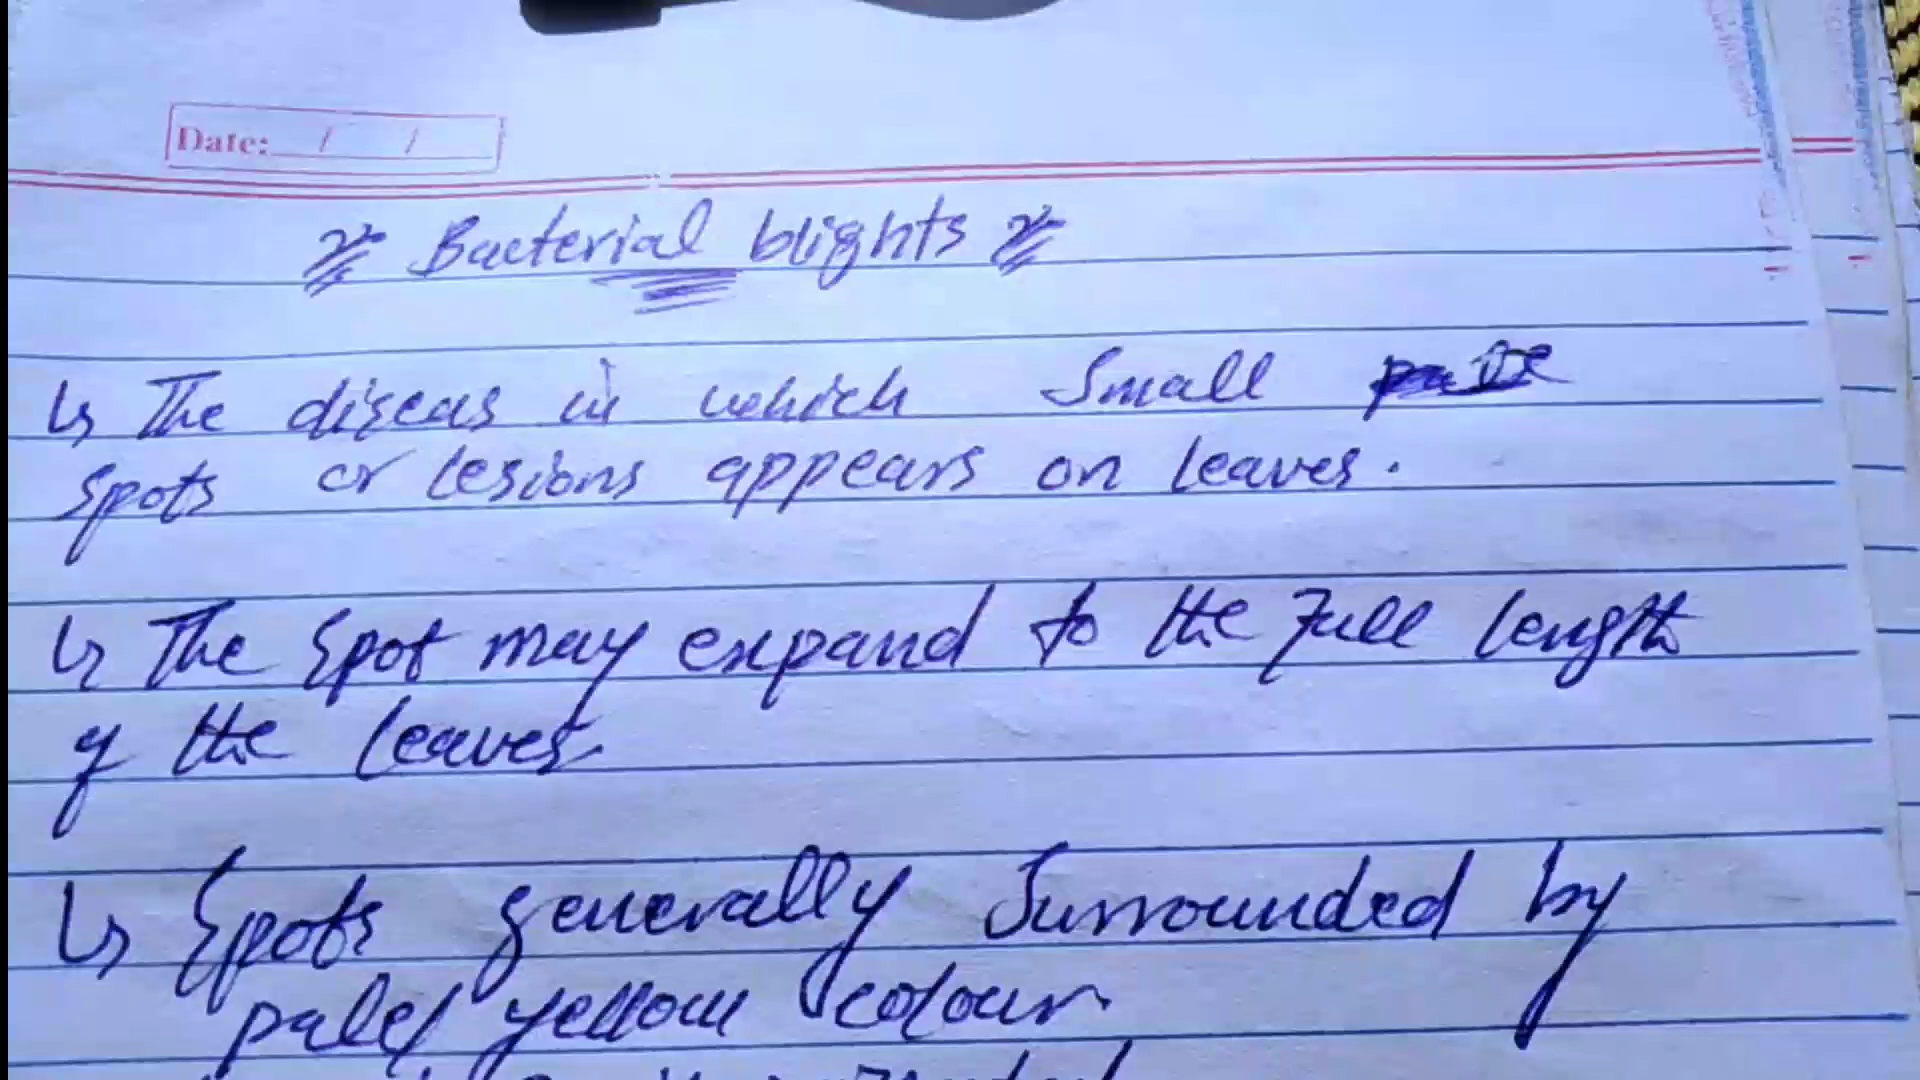 Date: / /
Bacterial blights
↳ The diseas in which Small pale
spots or lesions appears on leaves.
↳ The spot may expand to the full length
of the leaves.
↳ Spots generally Surrounded by
pale/ yellow colour